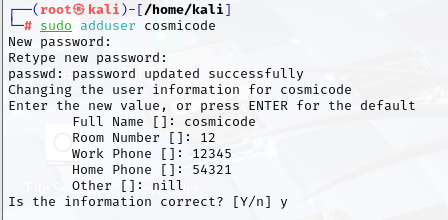 ┌──(root㉿kali)-[/home/kali]
└─# sudo adduser cosmicode
New password:
Retype new password:
passwd: password updated successfully
Changing the user information for cosmicode
Enter the new value, or press ENTER for the default
        Full Name []: cosmicode
        Room Number []: 12
        Work Phone []: 12345
        Home Phone []: 54321
        Other []: nill
Is the information correct? [Y/n] y